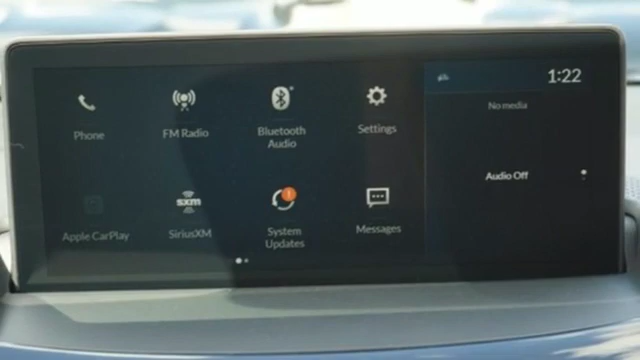 1:22
Phone
FM Radio
Bluetooth
Audio
Settings
No media
Audio Off
Apple CarPlay
sxm
SiriusXM
!
System
Updates
Messages